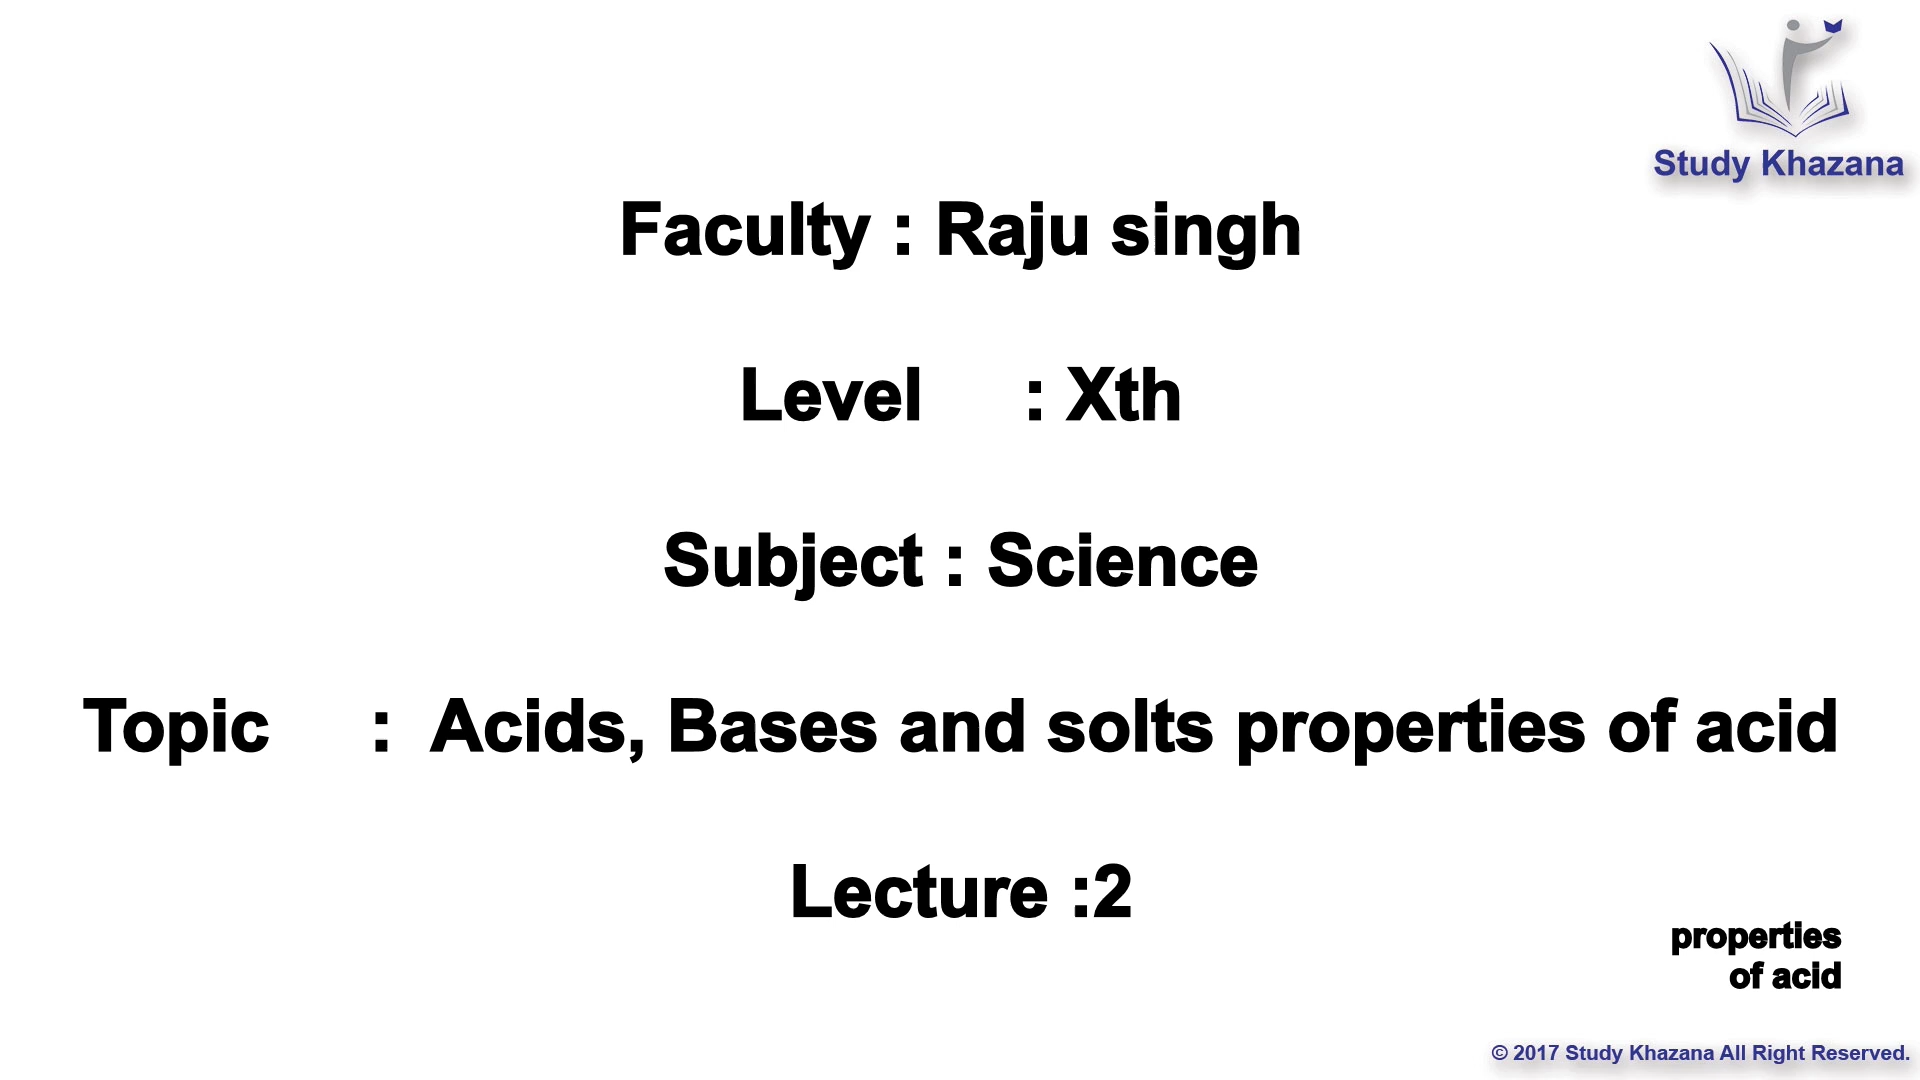 Study Khazana
Faculty : Raju singh
Level : Xth
Subject : Science
Topic : Acids, Bases and solts properties of acid
Lecture :2
properties
of acid
© 2017 Study Khazana All Right Reserved.